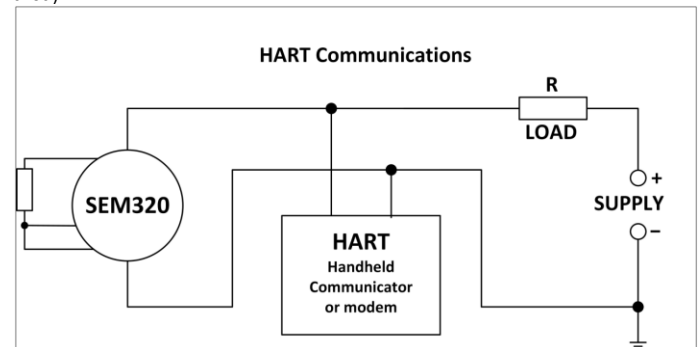 HART Communications
R
LOAD
+
SUPPLY
−
SEM320
HART
Handheld
Communicator
or modem